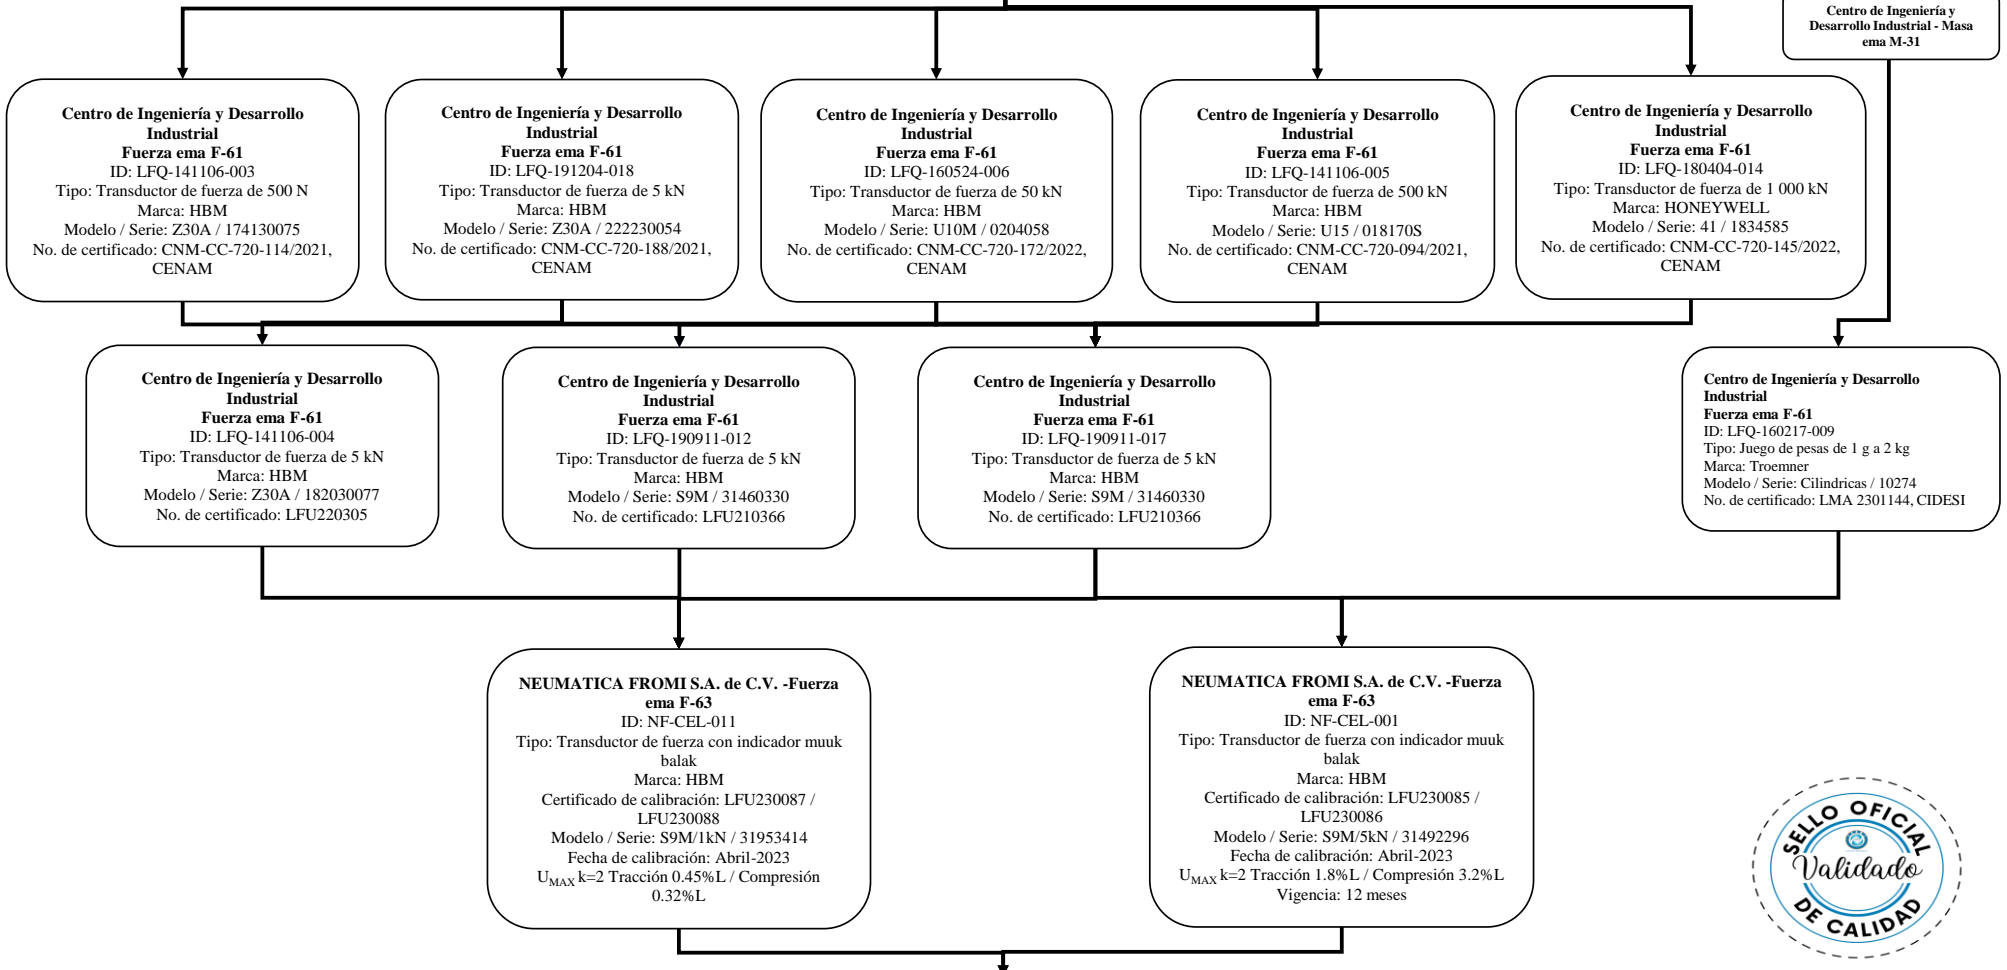 Centro de Ingeniería y
Desarrollo Industrial - Masa
ema M-31
Centro de Ingeniería y Desarrollo
Industrial
Fuerza ema F-61
ID: LFQ-141106-003
Tipo: Transductor de fuerza de 500 N
Marca: HBM
Modelo / Serie: Z30A / 174130075
No. de certificado: CNM-CC-720-114/2021,
CENAM
Centro de Ingeniería y Desarrollo
Industrial
Fuerza ema F-61
ID: LFQ-191204-018
Tipo: Transductor de fuerza de 5 kN
Marca: HBM
Modelo / Serie: Z30A / 222230054
No. de certificado: CNM-CC-720-188/2021,
CENAM
Centro de Ingeniería y Desarrollo
Industrial
Fuerza ema F-61
ID: LFQ-160524-006
Tipo: Transductor de fuerza de 50 kN
Marca: HBM
Modelo / Serie: U10M / 0204058
No. de certificado: CNM-CC-720-172/2022,
CENAM
Centro de Ingeniería y Desarrollo
Industrial
Fuerza ema F-61
ID: LFQ-141106-005
Tipo: Transductor de fuerza de 500 kN
Marca: HBM
Modelo / Serie: U15 / 018170S
No. de certificado: CNM-CC-720-094/2021,
CENAM
Centro de Ingeniería y Desarrollo
Industrial
Fuerza ema F-61
ID: LFQ-180404-014
Tipo: Transductor de fuerza de 1 000 kN
Marca: HONEYWELL
Modelo / Serie: 41 / 1834585
No. de certificado: CNM-CC-720-145/2022,
CENAM
Centro de Ingeniería y Desarrollo
Industrial
Fuerza ema F-61
ID: LFQ-141106-004
Tipo: Transductor de fuerza de 5 kN
Marca: HBM
Modelo / Serie: Z30A / 182030077
No. de certificado: LFU220305
Centro de Ingeniería y Desarrollo
Industrial
Fuerza ema F-61
ID: LFQ-190911-012
Tipo: Transductor de fuerza de 5 kN
Marca: HBM
Modelo / Serie: S9M / 31460330
No. de certificado: LFU210366
Centro de Ingeniería y Desarrollo
Industrial
Fuerza ema F-61
ID: LFQ-190911-017
Tipo: Transductor de fuerza de 5 kN
Marca: HBM
Modelo / Serie: S9M / 31460330
No. de certificado: LFU210366
Centro de Ingeniería y Desarrollo
Industrial
Fuerza ema F-61
ID: LFQ-160217-009
Tipo: Juego de pesas de 1 g a 2 kg
Marca: Troemner
Modelo / Serie: Cilindricas / 10274
No. de certificado: LMA 2301144, CIDESI
NEUMATICA FROMI S.A. de C.V. -Fuerza
ema F-63
ID: NF-CEL-011
Tipo: Transductor de fuerza con indicador muuk
balak
Marca: HBM
Certificado de calibración: LFU230087 /
LFU230088
Modelo / Serie: S9M/1kN / 31953414
Fecha de calibración: Abril-2023
UMAX k=2 Tracción 0.45%L / Compresión
0.32%L
NEUMATICA FROMI S.A. de C.V. -Fuerza
ema F-63
ID: NF-CEL-001
Tipo: Transductor de fuerza con indicador muuk
balak
Marca: HBM
Certificado de calibración: LFU230085 /
LFU230086
Modelo / Serie: S9M/5kN / 31492296
Fecha de calibración: Abril-2023
UMAX k=2 Tracción 1.8%L / Compresión 3.2%L
Vigencia: 12 meses
SELLO OFICIAL
Validado
DE CALIDAD